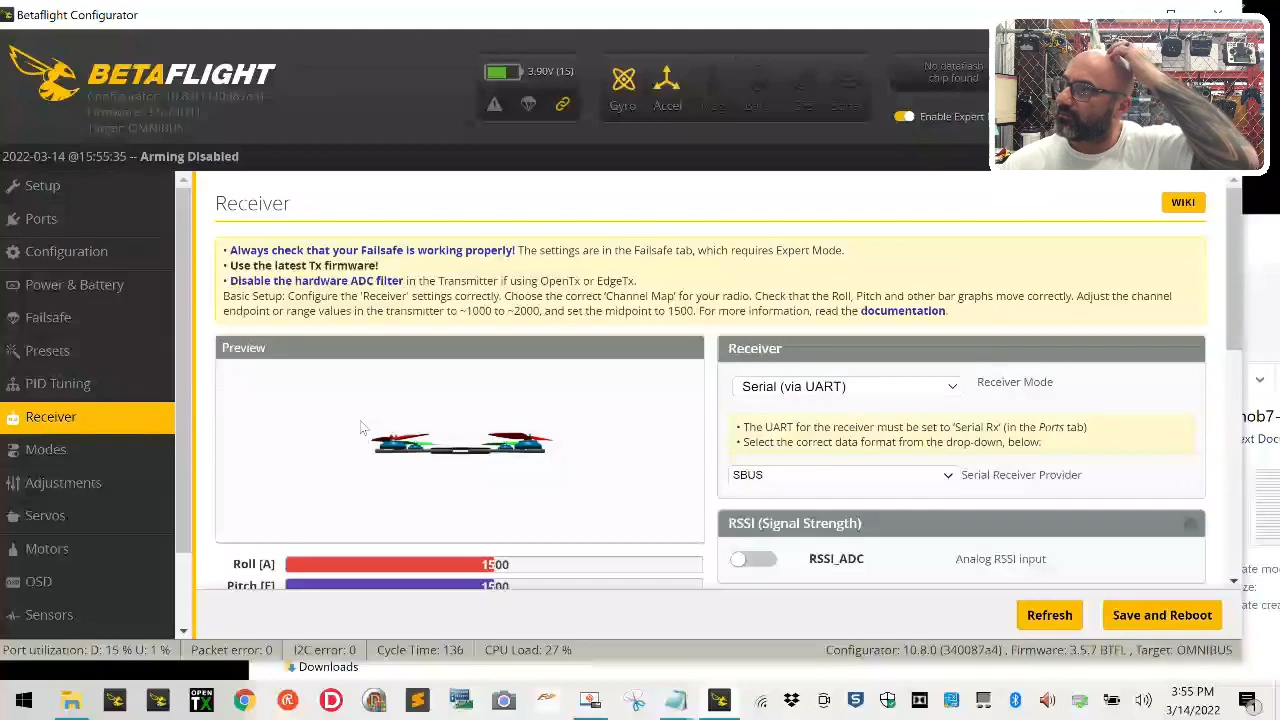 Betaflight Configurator
BETAFLIGHT
Gyro
Accel
chip found
Enable Expert
2022-03-14 @15:55:35 -- Arming Disabled
Setup
Ports
Configuration
Power & Battery
Failsafe
Presets
PID Tuning
Receiver
Modes
Adjustments
Servos
Motors
OSD
Sensors
Receiver
WIKI
• Always check that your Failsafe is working properly! The settings are in the Failsafe tab, which requires Expert Mode.
• Use the latest Tx firmware!
• Disable the hardware ADC filter in the Transmitter if using OpenTx or EdgeTx.
Basic Setup: Configure the 'Receiver' settings correctly. Choose the correct 'Channel Map' for your radio. Check that the Roll, Pitch and other bar graphs move correctly. Adjust the channel
endpoint or range values in the transmitter to ~1000 to ~2000, and set the midpoint to 1500. For more information, read the documentation.
Preview
Roll [A] 1500
Pitch [E] 1500
Receiver
Serial (via UART) Receiver Mode
• The UART for the receiver must be set to 'Serial Rx' (in the Ports tab)
• Select the correct data format from the drop-down, below:
SBUS Serial Receiver Provider
RSSI (Signal Strength)
RSSI_ADC Analog RSSI input
Refresh
Save and Reboot
Port utilization: D: 15 % U: 1 %
Packet error: 0
I2C error: 0
Cycle Time: 136
CPU Load: 27 %
Configurator: 10.8.0 (340087a4), Firmware: 3.5.7 BTFL, Target: OMNIBUS
Downloads
OPEN
TX
3:55 PM
3/14/2022